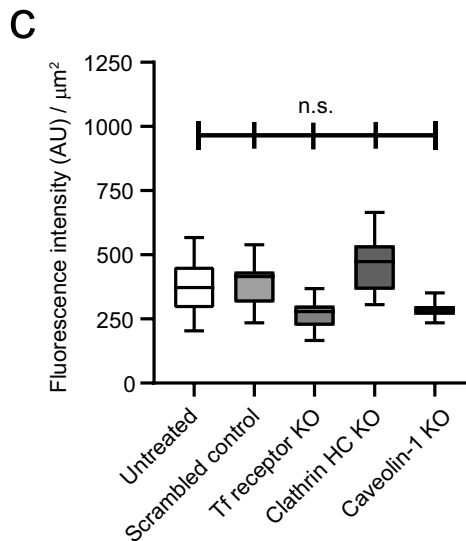 C
Fluorescence intensity (AU) / μm²
1250
1000
750
500
250
0
n.s.
Untreated
Scrambled control
Tf receptor KO
Clathrin HC KO
Caveolin-1 KO